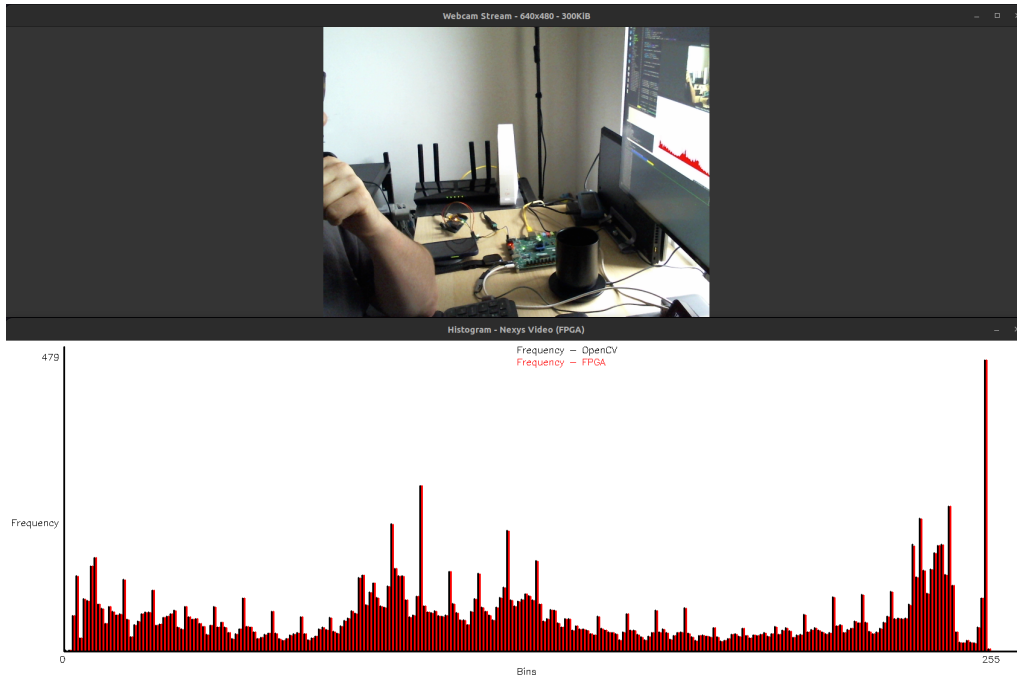 Webcam Stream - 640x480 - 300KiB
Histogram - Nexys Video (FPGA)
479
Frequency - OpenCV
Frequency - FPGA
Frequency
0
255
Bins